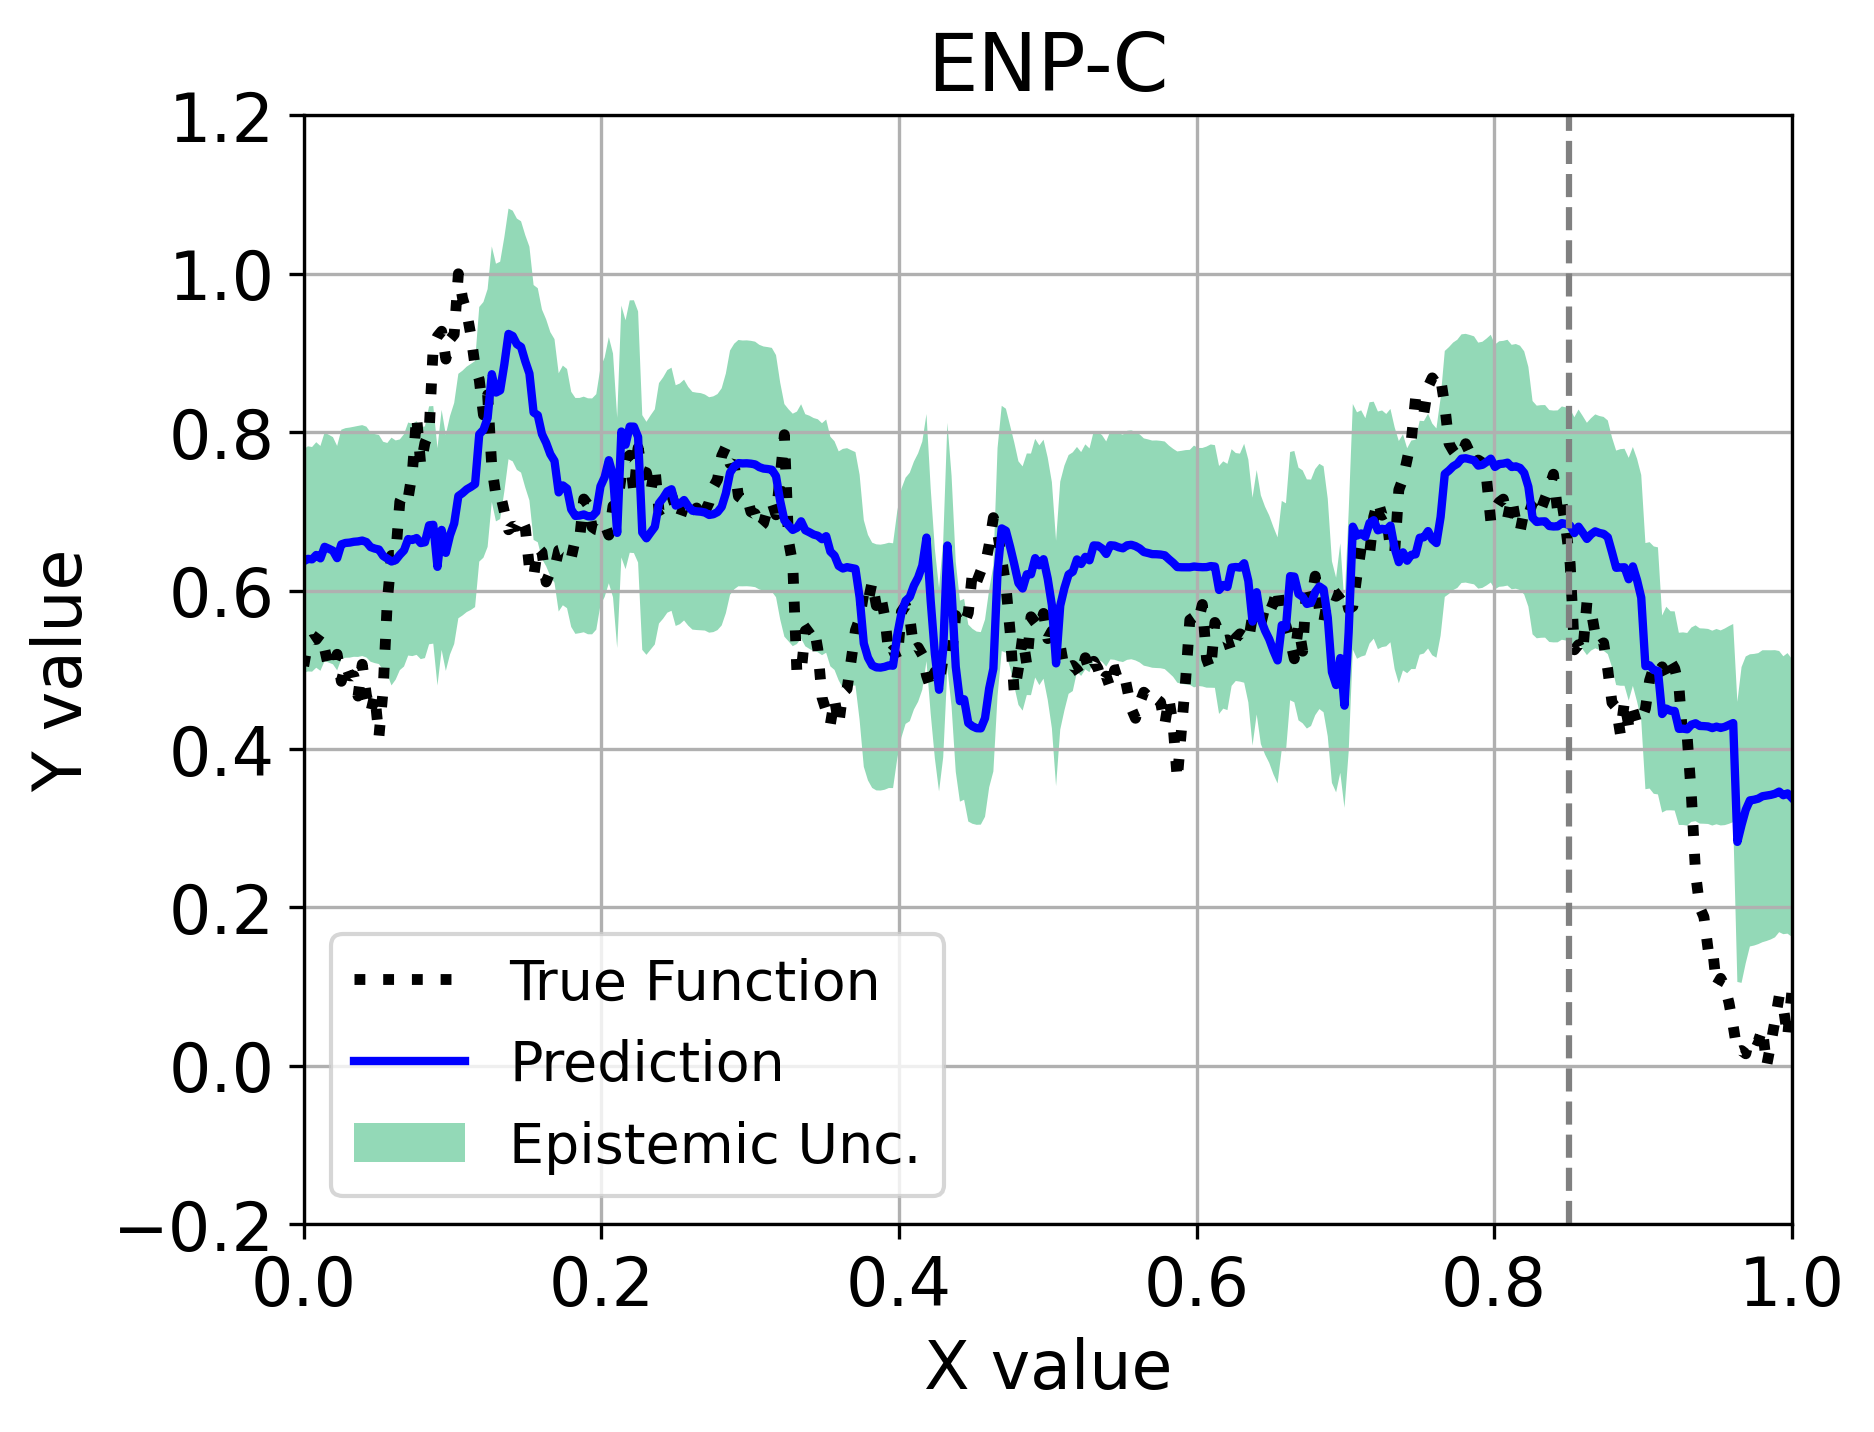 ENP-C
1.2
1.0
0.8
0.6
0.4
0.2
0.0
−0.2
Y value
True Function
Prediction
Epistemic Unc.
0.0 0.2 0.4 0.6 0.8 1.0
X value